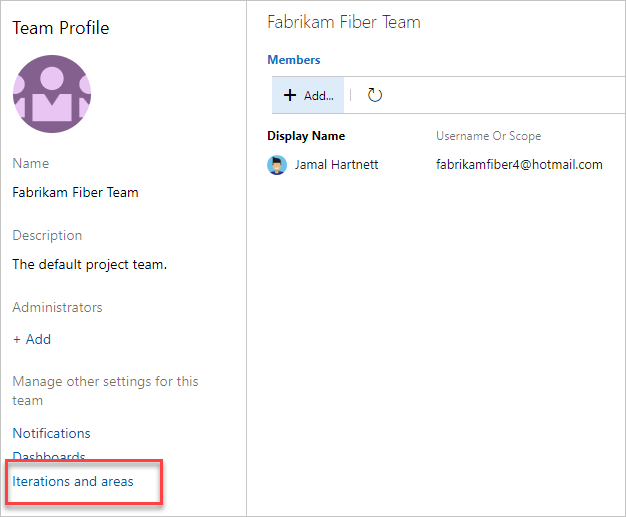 Team Profile
Name
Fabrikam Fiber Team
Description
The default project team.
Administrators
+ Add
Manage other settings for this
team
Notifications
Dashboards
Iterations and areas
Fabrikam Fiber Team
Members
+ Add...
Display Name Username Or Scope
Jamal Hartnett fabrikamfiber4@hotmail.com